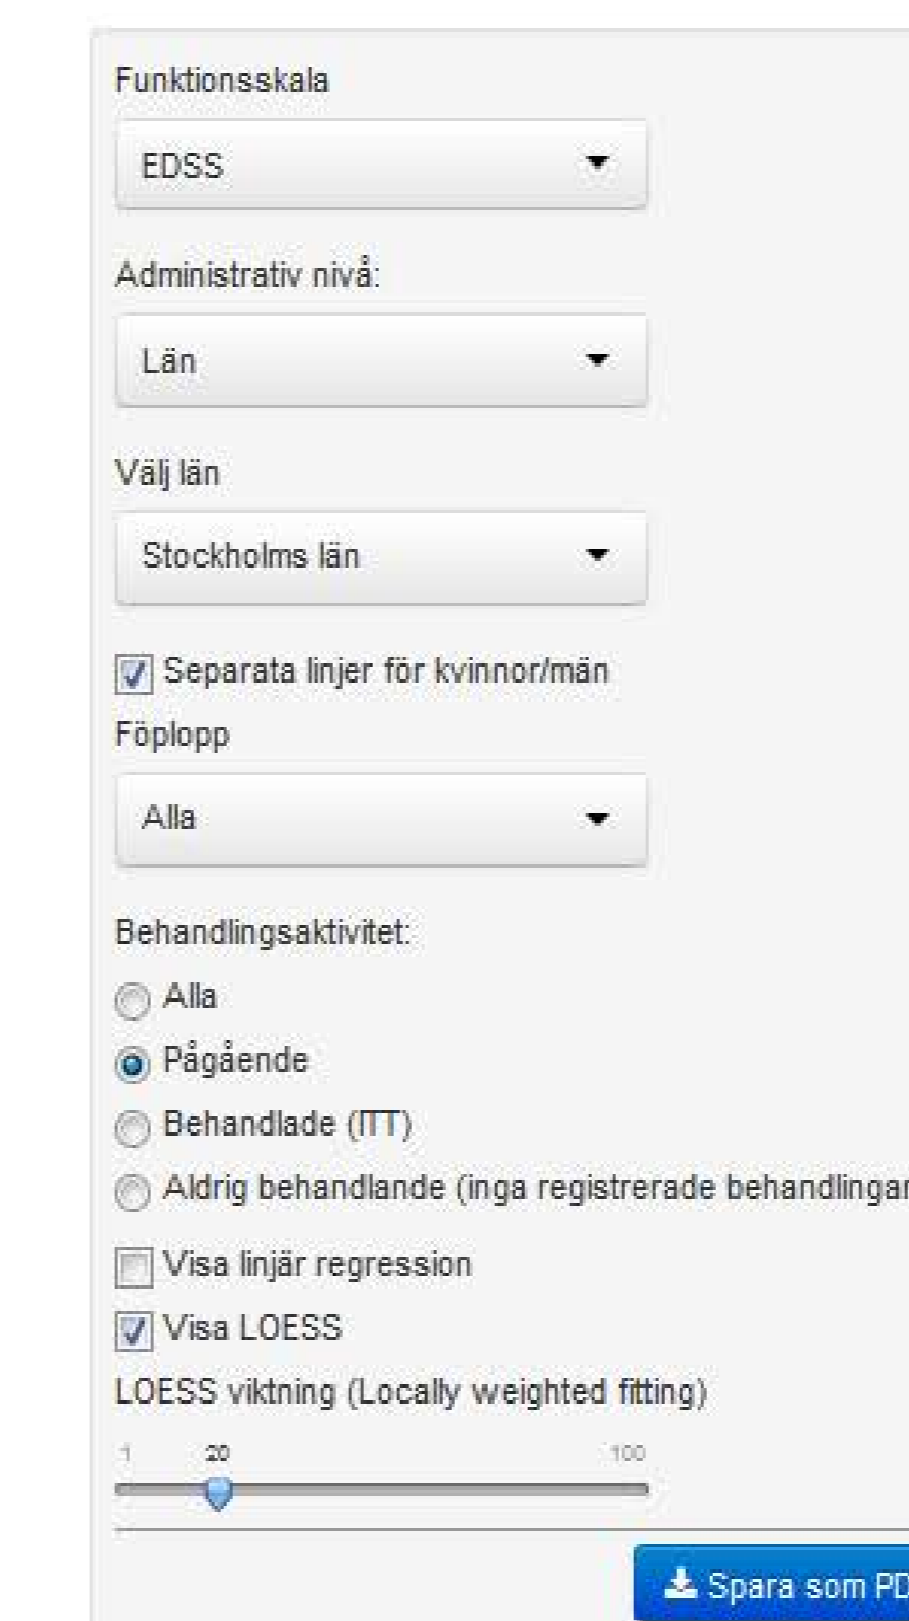 Funktionsskala
EDSS
Administrativ nivå:
Län
Välj län
Stockholms län
Separata linjer för kvinnor/män
Föplopp
Alla
Behandlingsaktivitet:
Alla
Pågående
Behandlade (ITT)
Aldrig behandlande (inga registrerade behandlingar
Visa linjär regression
Visa LOESS
LOESS viktning (Locally weighted fitting)
1 20 100
Spara som PD